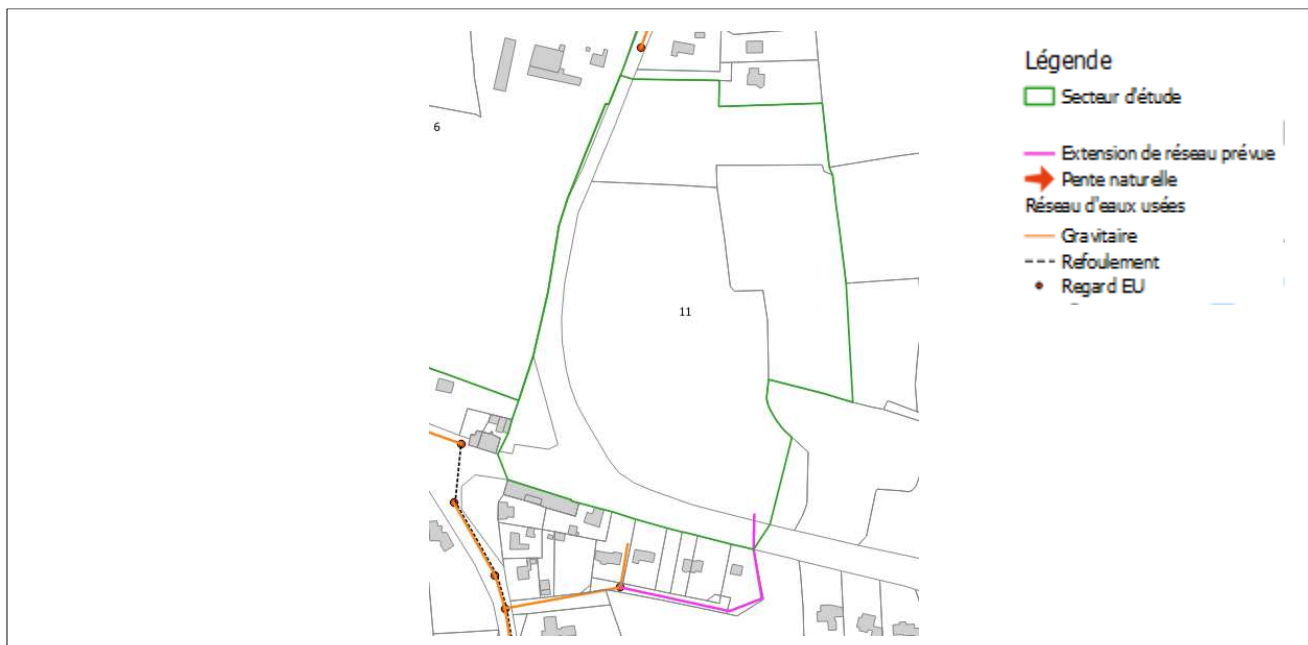 6
11
Légende
Secteur d'étude
Extension de réseau prévue
Pente naturelle
Réseau d'eaux usées
Gravitaire
Refoulement
Regard EU